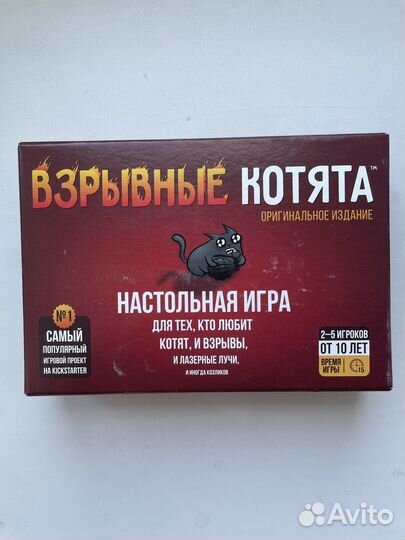 ВЗРЫВНЫЕ КОТЯТА™
ОРИГИНАЛЬНОЕ ИЗДАНИЕ
НАСТОЛЬНАЯ ИГРА
ДЛЯ ТЕХ, КТО ЛЮБИТ
КОТЯТ, И ВЗРЫВЫ,
И ЛАЗЕРНЫЕ ЛУЧИ,
И ИНОГДА КОЗЛИКОВ
№1
САМЫЙ
ПОПУЛЯРНЫЙ
ИГРОВОЙ ПРОЕКТ
НА KICKSTARTER
2–5 ИГРОКОВ
ОТ 10 ЛЕТ
ВРЕМЯ
ИГРЫ
15
Avito